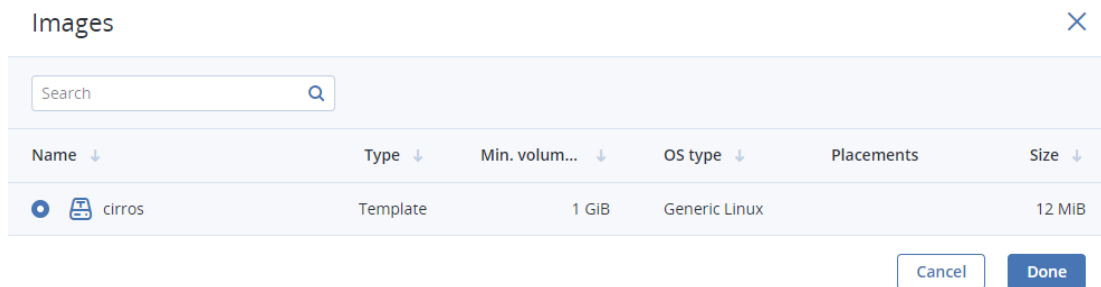 Images
Search
Name Type Min. volum... OS type Placements Size
cirros Template 1 GiB Generic Linux 12 MiB
Cancel Done